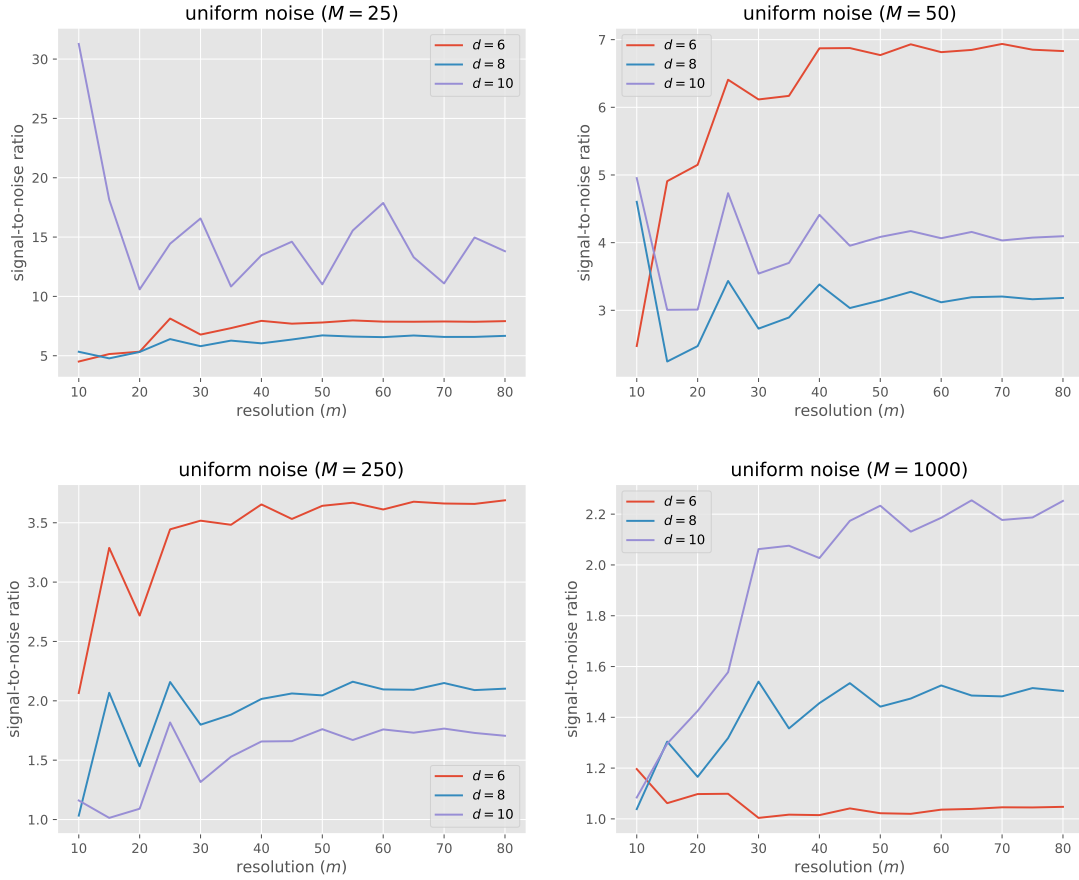 uniform noise (M = 25)
signal-to-noise ratio
30
25
20
15
10
5
d = 6
d = 8
d = 10
10 20 30 40 50 60 70 80
resolution (m)
uniform noise (M = 50)
signal-to-noise ratio
7
6
5
4
3
d = 6
d = 8
d = 10
10 20 30 40 50 60 70 80
resolution (m)
uniform noise (M = 250)
signal-to-noise ratio
3.5
3.0
2.5
2.0
1.5
1.0
d = 6
d = 8
d = 10
10 20 30 40 50 60 70 80
resolution (m)
uniform noise (M = 1000)
signal-to-noise ratio
2.2
2.0
1.8
1.6
1.4
1.2
1.0
d = 6
d = 8
d = 10
10 20 30 40 50 60 70 80
resolution (m)